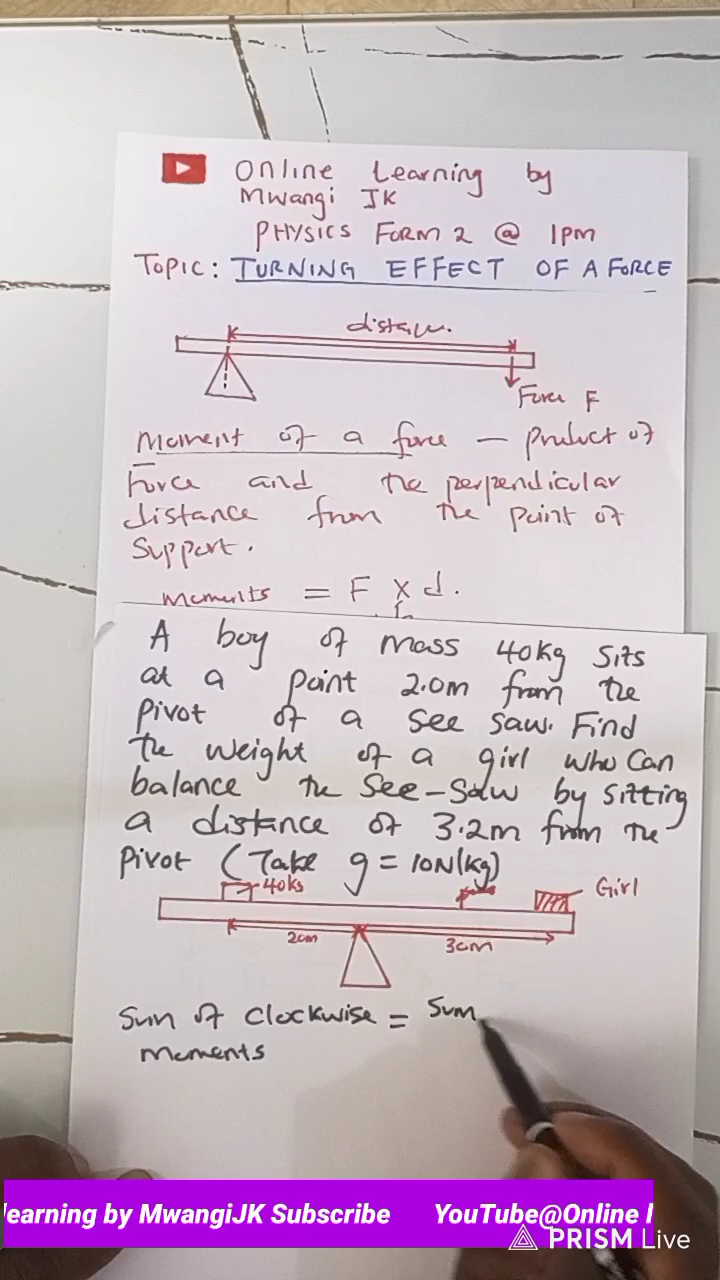 Online Learning by
Mwangi JK
PHYSICS FORM 2 @ 1PM
TOPIC: TURNING EFFECT OF A FORCE
distance.
Force F
Moment of a force — product of
Force and the perpendicular
distance from the point of
Support.
Moments = F x d.
A boy of mass 40kg sits
at a point 2.0m from the
pivot of a see saw. Find
the weight of a girl who can
balance the see-saw by sitting
a distance of 3.2m from the
pivot (Take g = 10N/kg)
40kg
Girl
2cm
3cm
Sum of clockwise = Sum
moments
learning by MwangiJK Subscribe YouTube@Online l
PRISM Live